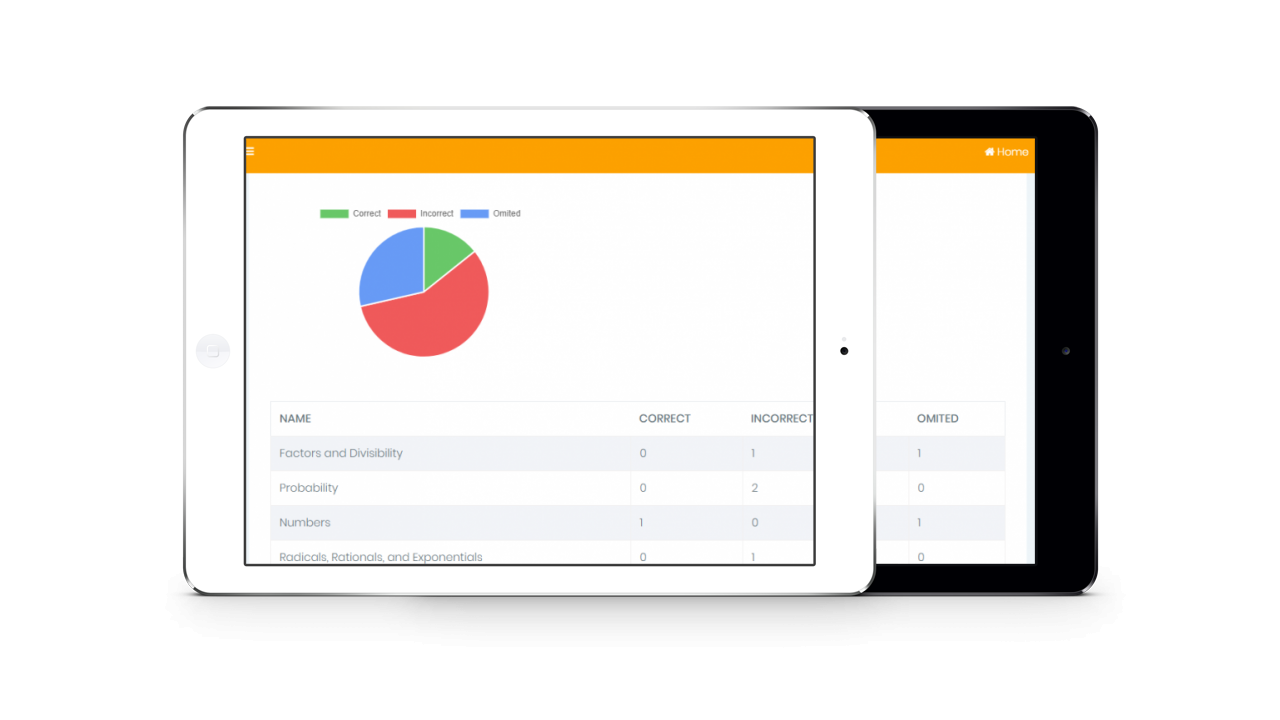 Home
Correct Incorrect Omited
NAME CORRECT INCORRECT OMITED
Factors and Divisibility 0 1 1
Probability 0 2 0
Numbers 1 0 1
Radicals, Rationals, and Exponentials 0 1 0